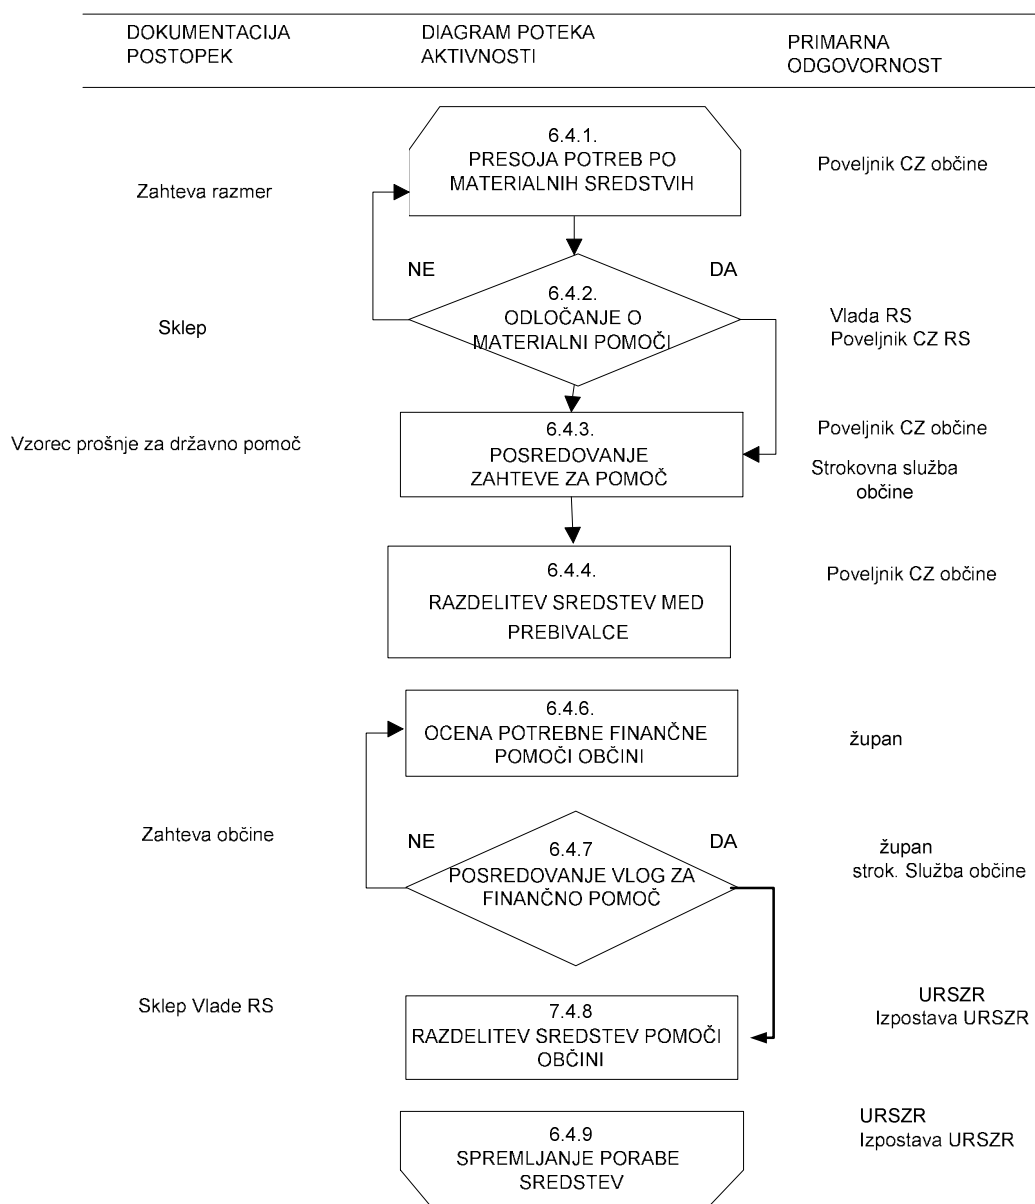 DOKUMENTACIJA
POSTOPEK
DIAGRAM POTEKA
AKTIVNOSTI
PRIMARNA
ODGOVORNOST
6.4.1.
PRESOJA POTREB PO
MATERIALNIH SREDSTVIH
Poveljnik CZ občine
Zahteva razmer
NE
DA
6.4.2.
ODLOČANJE O
MATERIALNI POMOČI
Sklep
Vlada RS
Poveljnik CZ RS
6.4.3.
POSREDOVANJE
ZAHTEVE ZA POMOČ
Vzorec prošnje za državno pomoč
Poveljnik CZ občine
Strokovna služba
občine
6.4.4.
RAZDELITEV SREDSTEV MED
PREBIVALCE
Poveljnik CZ občine
6.4.6.
OCENA POTREBNE FINANČNE
POMOČI OBČINI
župan
Zahteva občine
NE
DA
6.4.7
POSREDOVANJE VLOG ZA
FINANČNO POMOČ
župan
strok. Služba občine
Sklep Vlade RS
7.4.8
RAZDELITEV SREDSTEV POMOČI
OBČINI
URSZR
Izpostava URSZR
6.4.9
SPREMLJANJE PORABE
SREDSTEV
URSZR
Izpostava URSZR